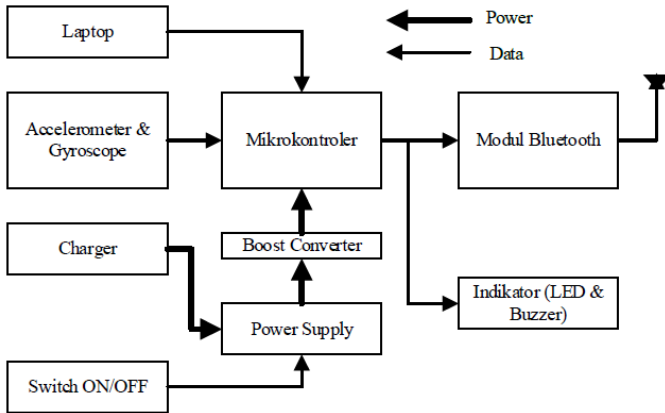 Laptop
Power
Data
Accelerometer &
Gyroscope
Mikrokontroler
Modul Bluetooth
Charger
Boost Converter
Indikator (LED &
Buzzer)
Power Supply
Switch ON/OFF